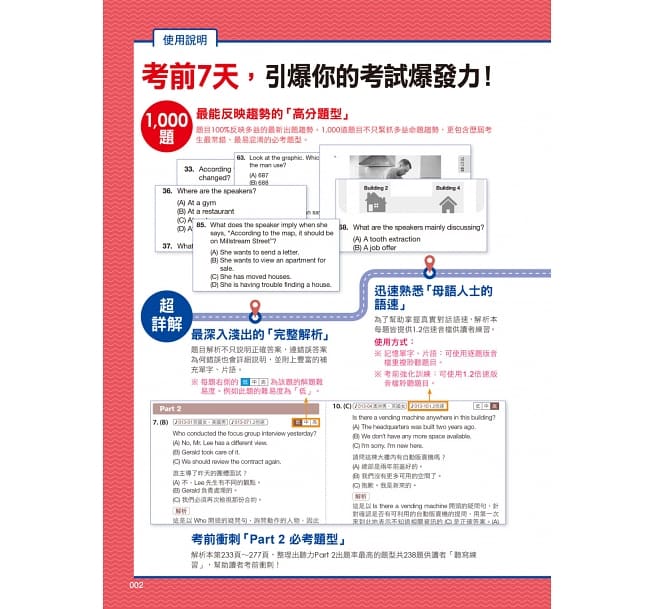 使用說明
考前7天，引爆你的考試爆發力！
1,000題
最能反映趨勢的「高分題型」
題目100%反映多益的最新出題趨勢，1,000道題目不只緊抓多益命題趨勢，更包含歷屆考
生最常錯、最易混淆的必考題型。
33. According
changed?
63. Look at the graphic.
the man use?
(A) 687
(B) 688
36. Where are the speakers?
(A) At a gym
(B) At a restaurant
37. What
85. What does the speaker imply when she
says, "According to the map, it should be
on Millstream Street"?
(A) She wants to send a letter.
(B) She wants to view an apartment for
sale.
(C) She has moved houses.
(D) She is having trouble finding a house.
Building 2
Building 4
68. What are the speakers mainly discussing?
(A) A tooth extraction
(B) A job offer
超詳解
最深入淺出的「完整解析」
題目解析不只說明正確答案，連錯誤答案
為何錯誤也會詳細說明，並附上豐富的補
充單字、片語。
※ 每題右側的 低 中 高 為該題的解題難
易度。例如此題的難易度為「低」。
迅速熟悉「母語人士的
語速」
為了幫助掌握真實對話語速，解析本
每題皆提供1.2倍速音檔供讀者練習。
使用方式：
※ 記憶單字、片語：可使用逐題版音
檔重複聆聽題目。
※ 考前強化訓練：可使用1.2倍速版
音檔聆聽題目。
Part 2
7. (B)
低 中 高
Who conducted the focus group interview yesterday?
(A) No, Mr. Lee has a different view.
(B) Gerald took care of it.
(C) We should review the contract again.
誰主導了昨天的團體面試？
(A) 不，Lee 先生有不同的觀點。
(B) Gerald 負責處理的。
(C) 我們必須再次檢視那份合約。
解析
這是以 Who 開頭的疑問句，詢問動作的人物，因此
10. (C)
低 中 高
Is there a vending machine anywhere in this building?
(A) The headquarters was built two years ago.
(B) We don't have any more space available.
(C) I'm sorry. I'm new here.
請問這棟大樓內有自動販賣機嗎？
(A) 總部是兩年前蓋好的。
(B) 我們沒有更多可用的空間了。
(C) 抱歉。我是新來的。
解析
這是以 Is there a vending machine 開頭的疑問句，針
對確認是否有可利用的自動販賣機的提問，用第一次
來到此地表示不知道相關資訊的 (C) 是正確答案。(A)
考前衝刺「Part 2 必考題型」
解析本第233頁～277頁，整理出聽力Part 2出題率最高的題型共238題供讀者「聽寫練
習」，幫助讀者考前衝刺！
002